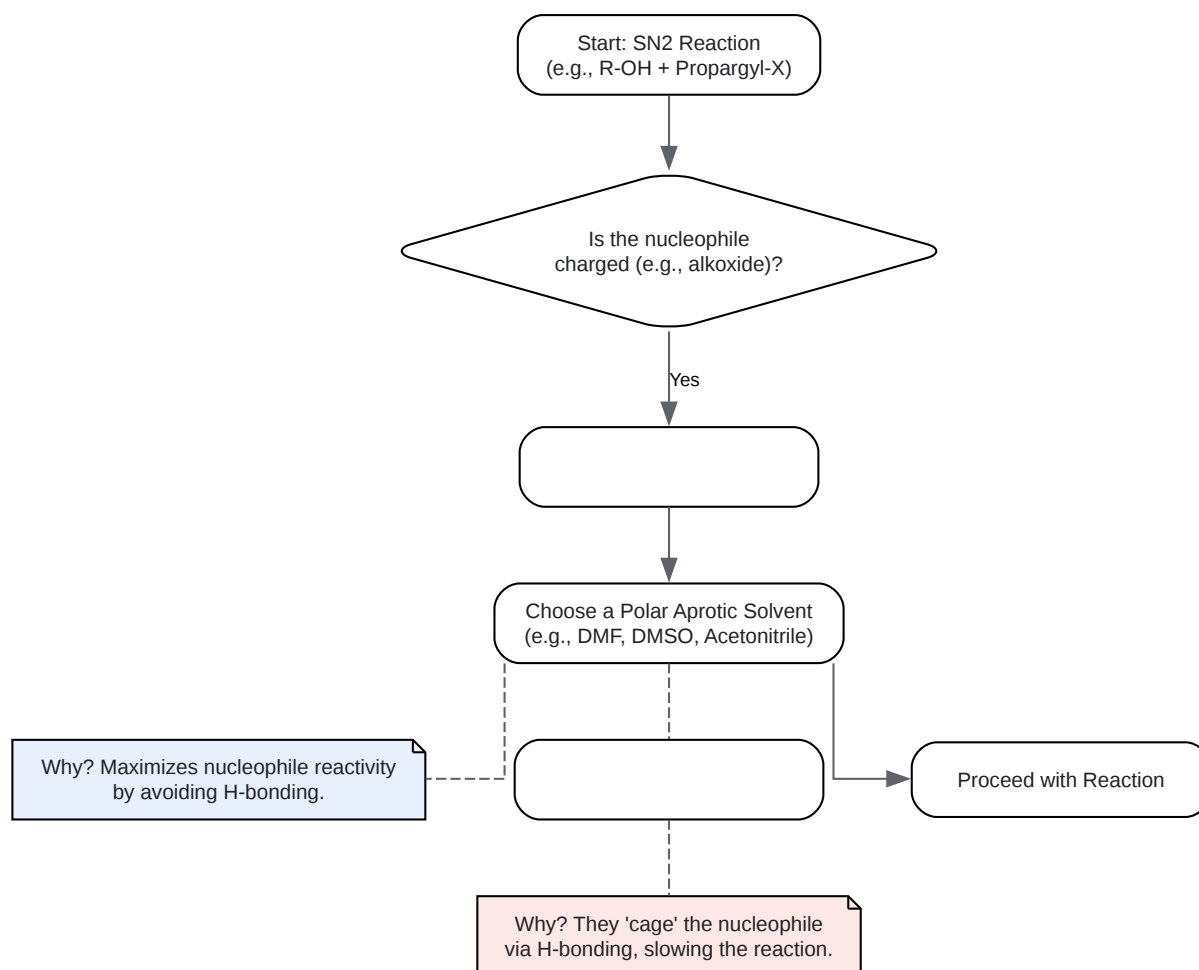 Start: SN2 Reaction
(e.g., R-OH + Propargyl-X)
Is the nucleophile
charged (e.g., alkoxide)?
Yes
Choose a Polar Aprotic Solvent
(e.g., DMF, DMSO, Acetonitrile)
Why? Maximizes nucleophile reactivity
by avoiding H-bonding.
Proceed with Reaction
Why? They 'cage' the nucleophile
via H-bonding, slowing the reaction.